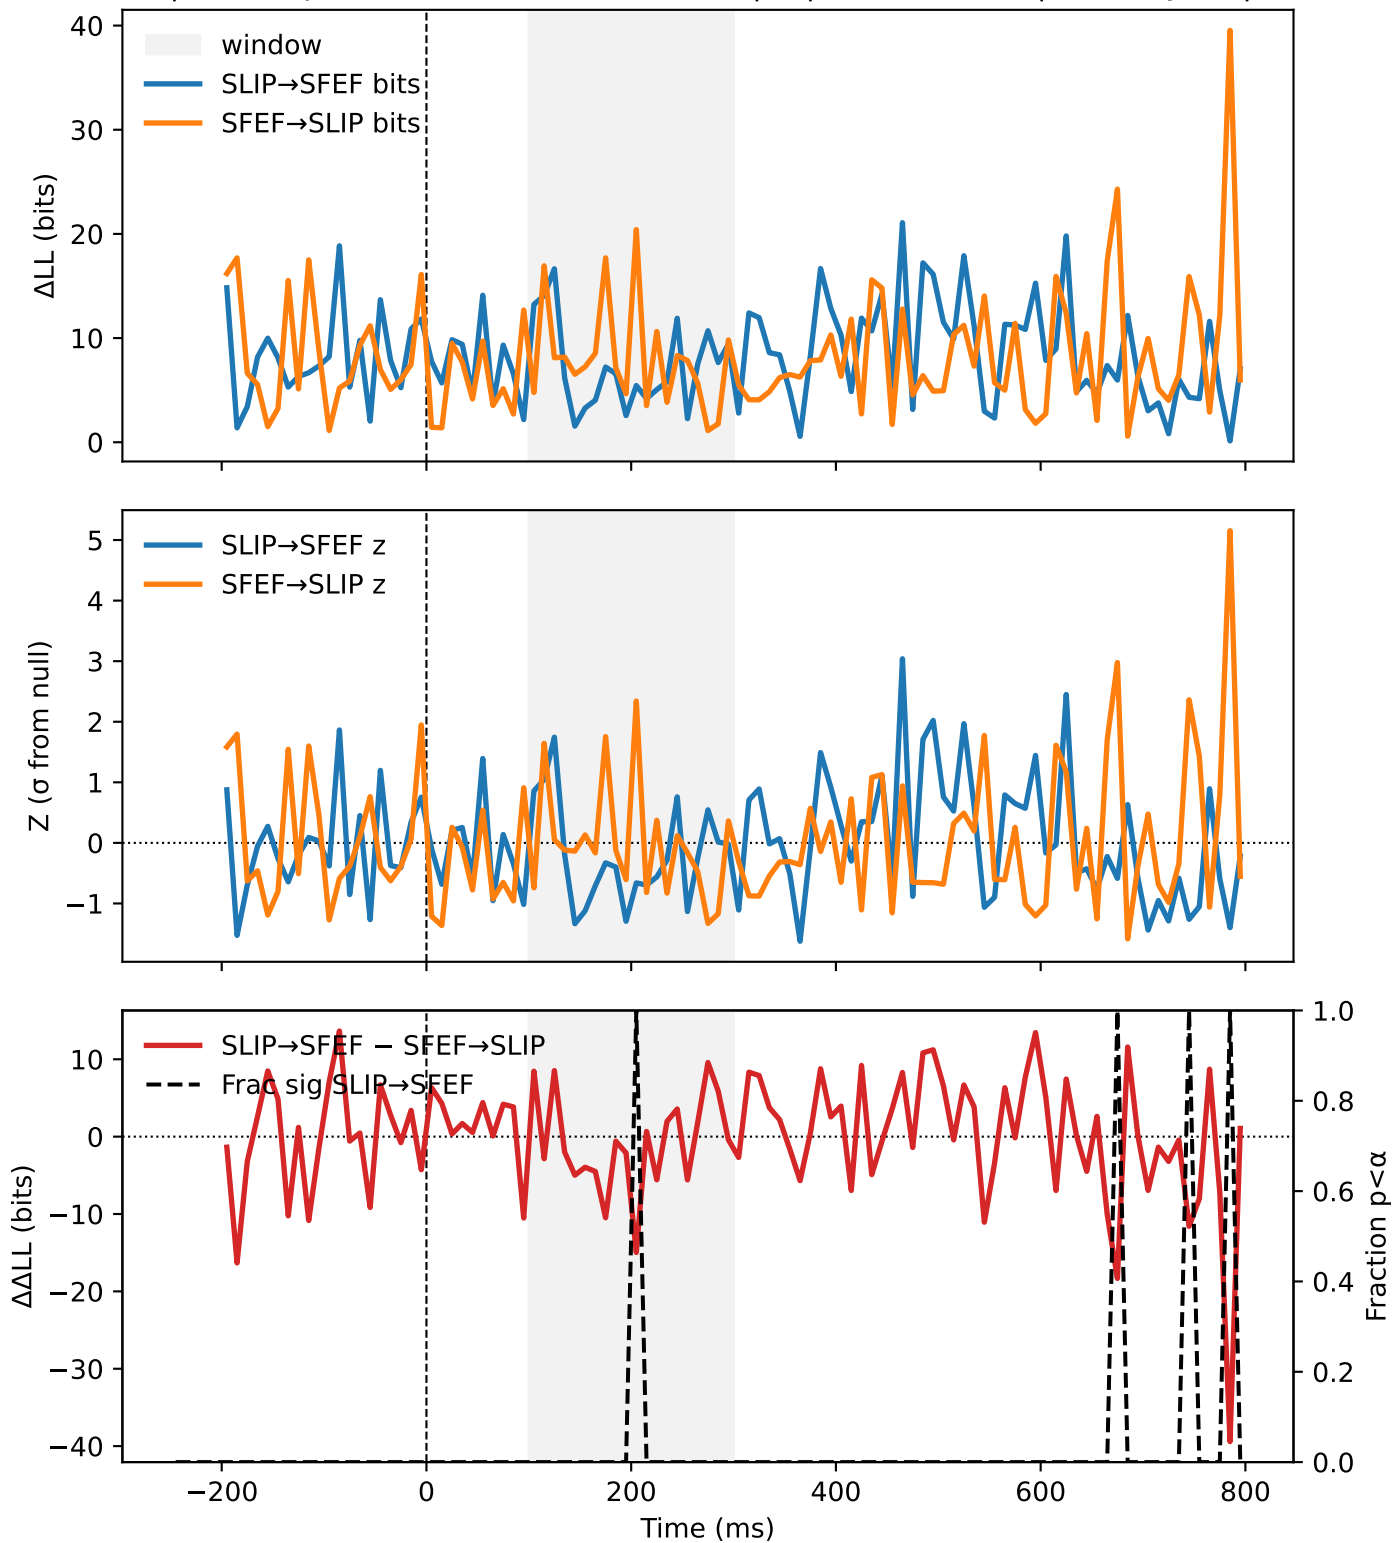 40
30
20
10
0
ΔLL (bits)
window
SLIP→SFEF bits
SFEF→SLIP bits
5
4
3
2
1
0
−1
Z (σ from null)
SLIP→SFEF z
SFEF→SLIP z
10
0
−10
−20
−30
−40
ΔΔLL (bits)
SLIP→SFEF − SFEF→SLIP
Frac sig SLIP→SFEF
1.0
0.8
0.6
0.4
0.2
0.0
Fraction p<α
−200 0 200 400 600 800
Time (ms)